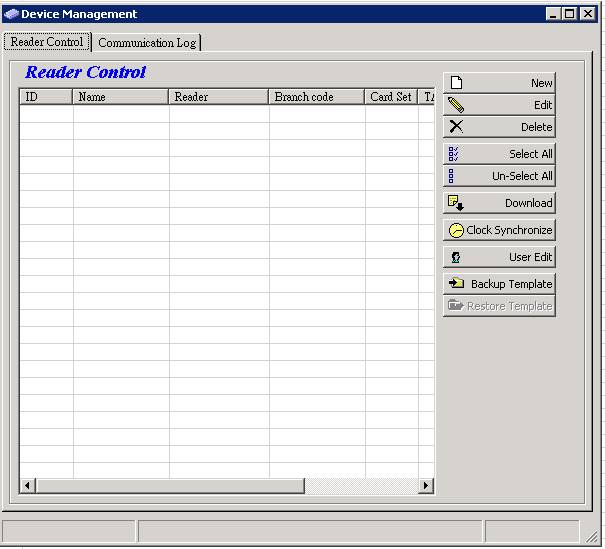 Device Management
Reader Control
Communication Log
Reader Control
ID Name Reader Branch code Card Set
New
Edit
Delete
Select All
Un-Select All
Download
Clock Synchronize
User Edit
Backup Template
Restore Template